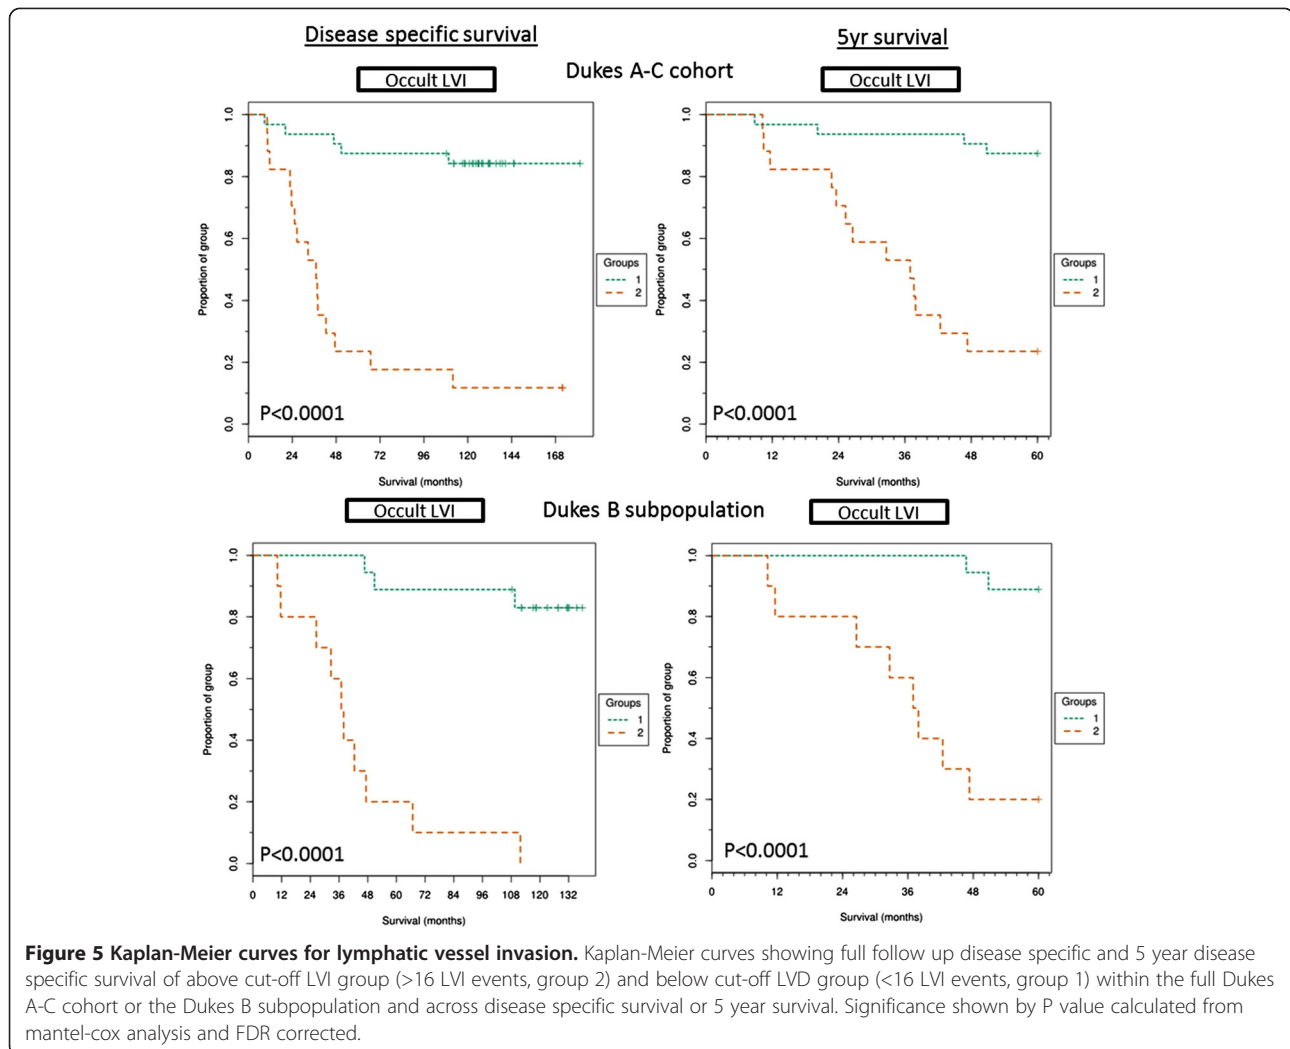 Disease specific survival
5yr survival
Dukes A-C cohort
Occult LVI
Occult LVI
Proportion of group
1.0
0.8
0.6
0.4
0.2
0.0
P<0.0001
0 24 48 72 96 120 144 168
Survival (months)
Groups
1
2
Proportion of group
1.0
0.8
0.6
0.4
0.2
0.0
0 12 24 36 48 60
Survival (months)
Groups
1
2
P<0.0001
Occult LVI
Dukes B subpopulation
Occult LVI
Proportion of group
1.0
0.8
0.6
0.4
0.2
0.0
P<0.0001
0 12 24 36 48 60 72 84 96 108 120 132
Survival (months)
Groups
1
2
Proportion of group
1.0
0.8
0.6
0.4
0.2
0.0
P<0.0001
0 12 24 36 48 60
Survival (months)
Groups
1
2
Figure 5 Kaplan-Meier curves for lymphatic vessel invasion. Kaplan-Meier curves showing full follow up disease specific and 5 year disease
specific survival of above cut-off LVI group (>16 LVI events, group 2) and below cut-off LVD group (<16 LVI events, group 1) within the full Dukes
A-C cohort or the Dukes B subpopulation and across disease specific survival or 5 year survival. Significance shown by P value calculated from
mantel-cox analysis and FDR corrected.